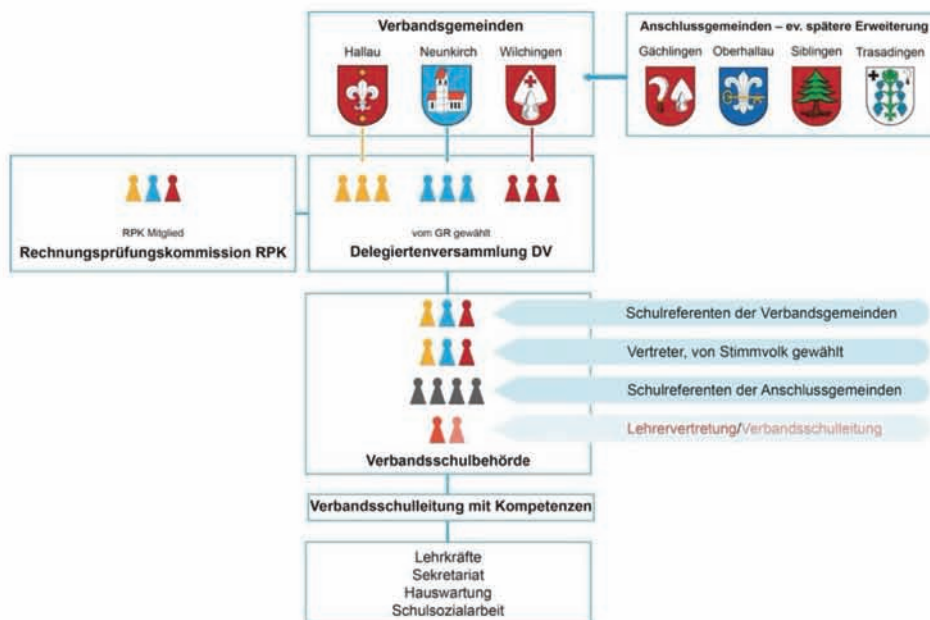 Verbandsgemeinden
Hallau Neunkirch Wilchingen
Anschlussgemeinden – ev. spätere Erweiterung
Gächlingen Oberhallau Siblingen Trasadingen
RPK Mitglied
Rechnungsprüfungskommission RPK
vom GR gewählt
Delegiertenversammlung DV
Schulreferenten der Verbandsgemeinden
Vertreter, von Stimmvolk gewählt
Schulreferenten der Anschlussgemeinden
Lehrervertretung/Verbandsschulleitung
Verbandsschulbehörde
Verbandsschulleitung mit Kompetenzen
Lehrkräfte
Sekretariat
Hauswartung
Schulsozialarbeit